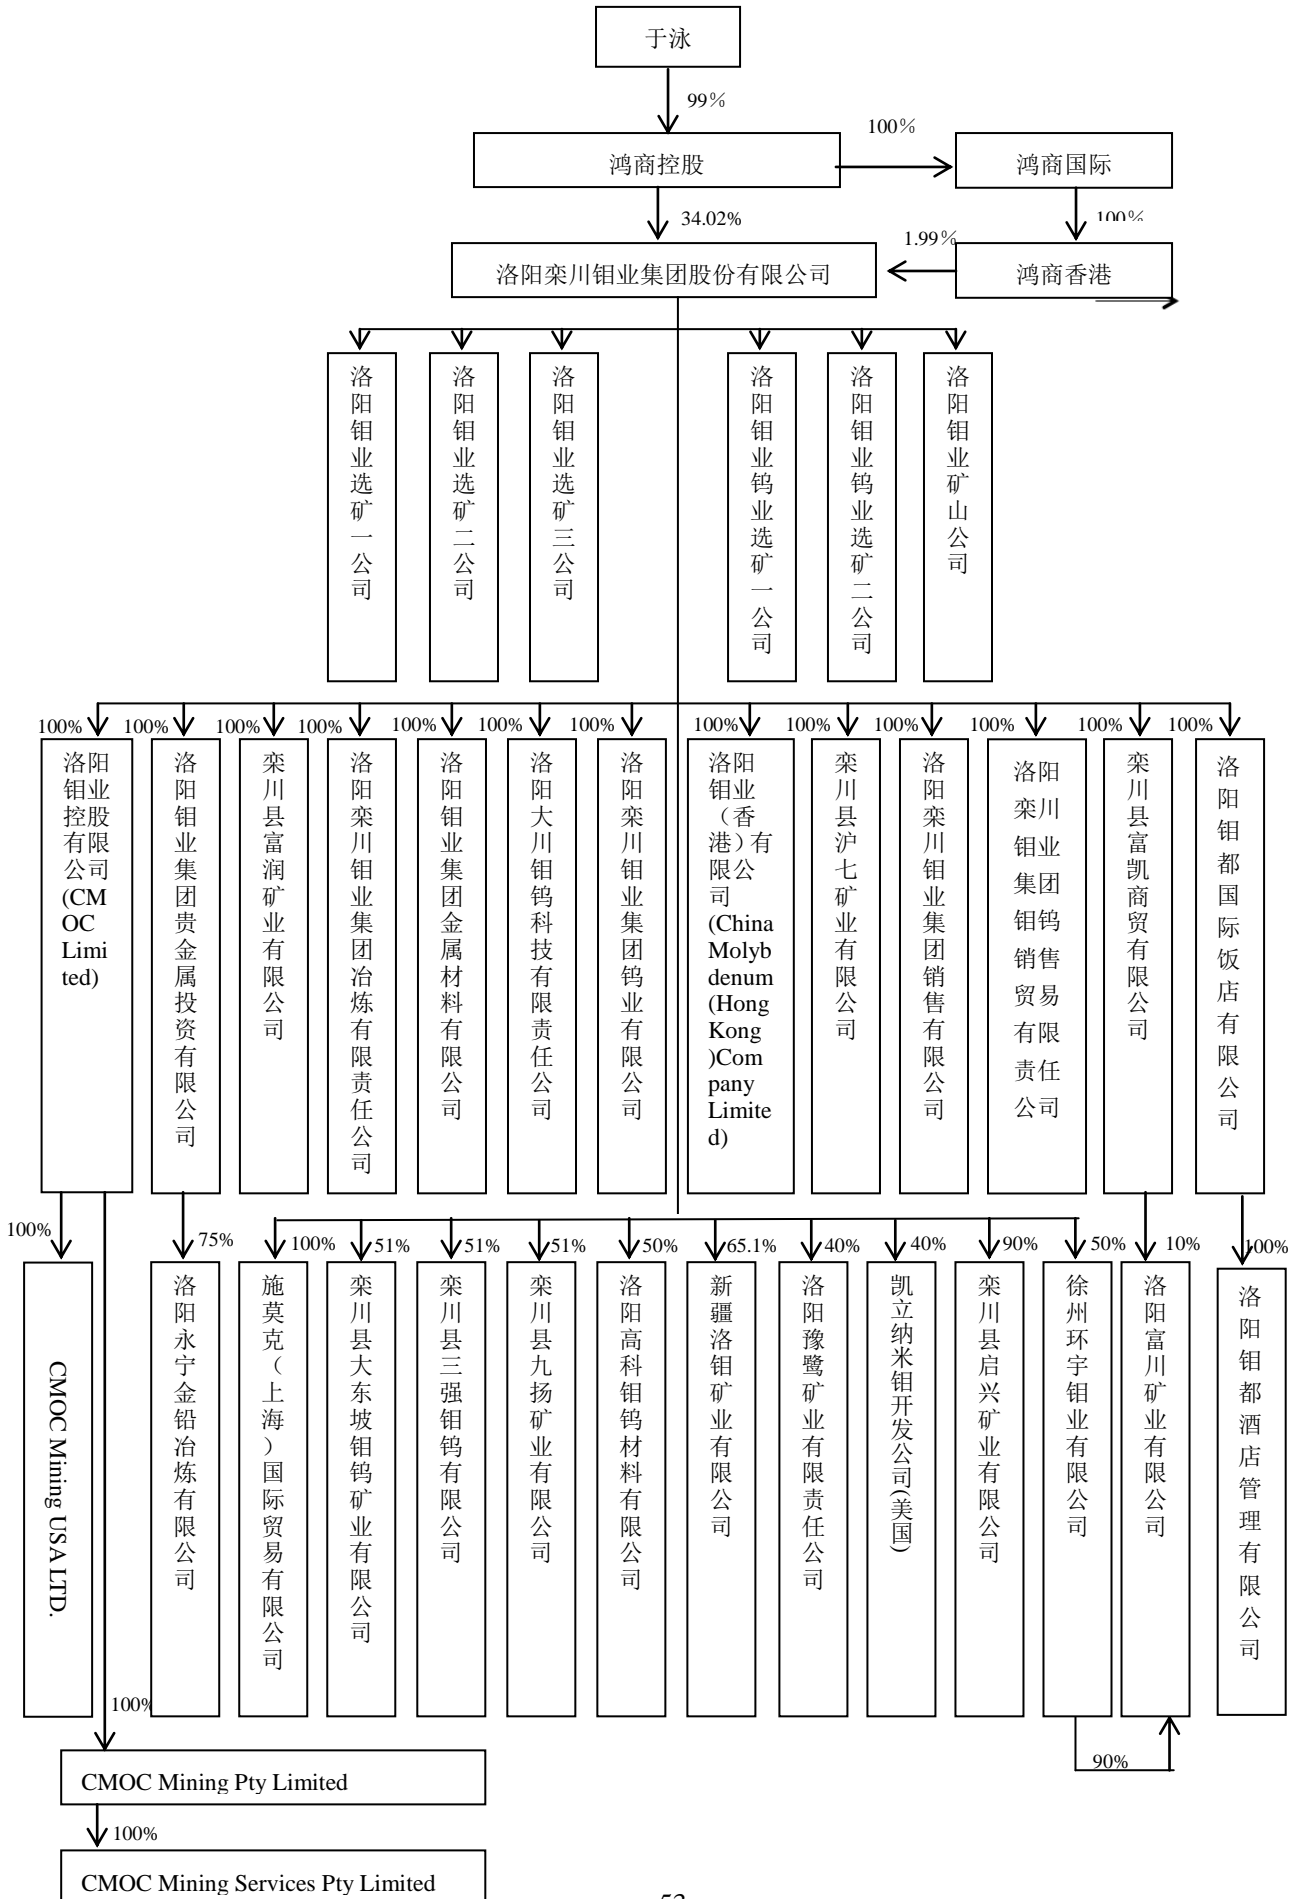 于泳
99%
100%
鸿商控股
鸿商国际
34.02%
100%
1.99%
洛阳栾川钼业集团股份有限公司
鸿商香港
洛阳钼业选矿一公司
洛阳钼业选矿二公司
洛阳钼业选矿三公司
洛阳钼业钨业选矿一公司
洛阳钼业钨业选矿二公司
洛阳钼业矿山公司
100%
100%
100%
100%
100%
100%
100%
100%
100%
100%
100%
100%
100%
洛阳
钼业
控股
有限
公司
(CM
OC
Limi
ted)
洛阳钼业集团贵金属投资有限公司
栾川县富润矿业有限公司
洛阳栾川钼业集团冶炼有限责任公司
洛阳钼业集团金属材料有限公司
洛阳大川钼钨科技有限责任公司
洛阳栾川钼业集团钨业有限公司
洛阳
钼业
（香
港）有
限公
司
(China
Molyb
denum
(Hong
Kong
)Com
pany
Limite
d)
栾川县沪七矿业有限公司
洛阳栾川钼业集团销售有限公司
洛阳
栾川
钼业
集团
钼钨
销售
贸易
有限
责任
公司
栾川县富凯商贸有限公司
洛阳钼都国际饭店有限公司
100%
75%
100%
51%
51%
51%
50%
65.1%
40%
40%
90%
50%
10%
100%
CMOC Mining USA LTD.
洛阳永宁金铅冶炼有限公司
施莫克（上海）国际贸易有限公司
栾川县大东坡钼钨矿业有限公司
栾川县三强钼钨有限公司
栾川县九扬矿业有限公司
洛阳高科钼钨材料有限公司
新疆洛钼矿业有限公司
洛阳豫鹭矿业有限责任公司
凯立纳米钼开发公司(美国)
栾川县启兴矿业有限公司
徐州环宇钼业有限公司
洛阳富川矿业有限公司
洛阳钼都酒店管理有限公司
100%
90%
CMOC Mining Pty Limited
100%
CMOC Mining Services Pty Limited